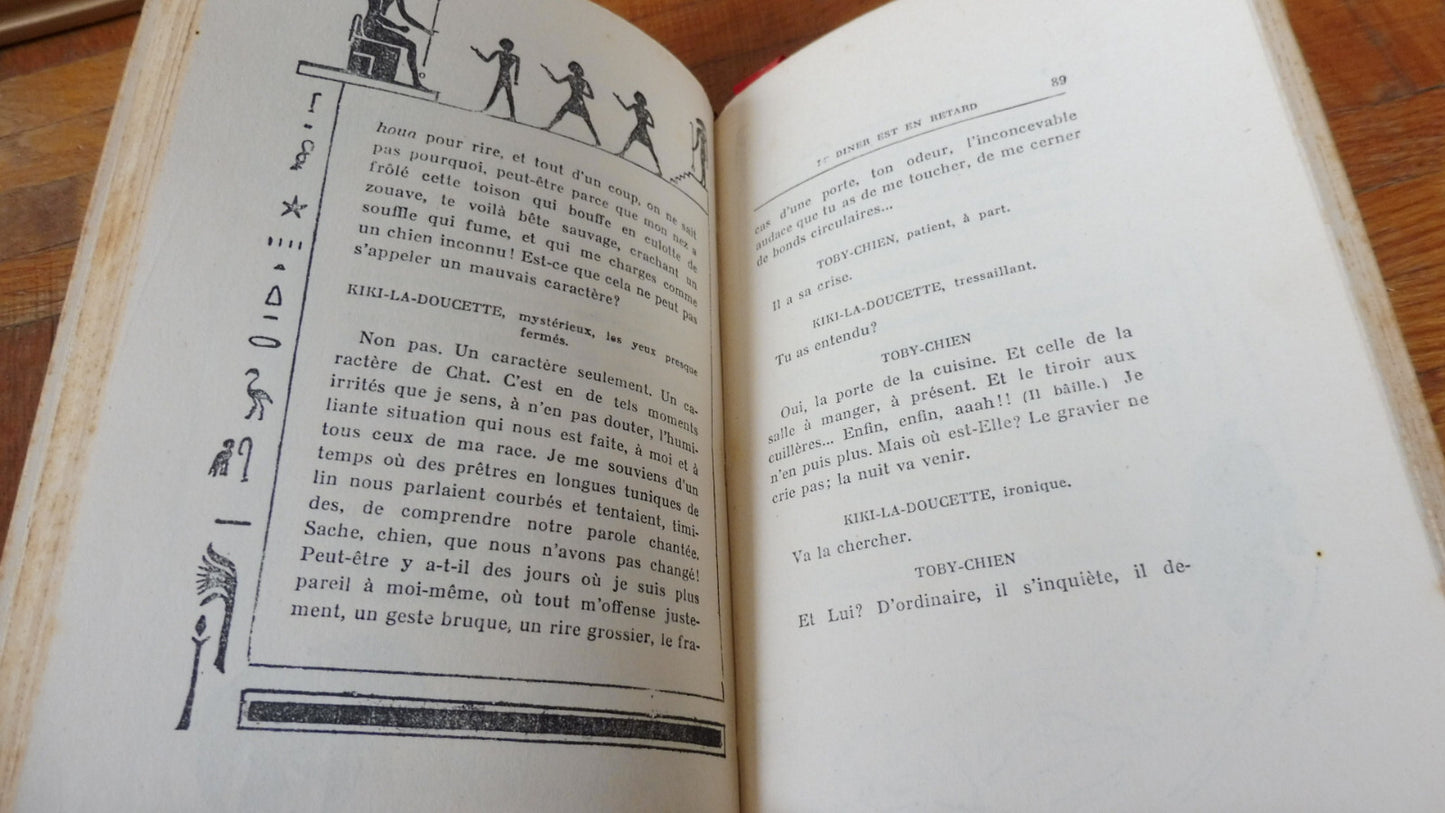 houa pour rire, et tout d'un coup, on ne sait
pas pourquoi, peut-être parce que mon nez a
frôlé cette toison qui bouffe en culotte de
zouave, te voilà bête sauvage, crachant un
souffle qui fume, et qui me charges comme
un chien inconnu! Est-ce que cela ne peut pas
s'appeler un mauvais caractère?
KIKI-LA-DOUCETTE, mystérieux, les yeux presque
fermés.
Non pas. Un caractère seulement. Un ca-
ractère de Chat. C'est en de tels moments
irrités que je sens, à n'en pas douter, l'humi-
liante situation qui nous est faite, à moi et à
tous ceux de ma race. Je me souviens d'un
temps où des prêtres en longues tuniques de
lin nous parlaient courbés et tentaient, timi-
des, de comprendre notre parole chantée.
Sache, chien, que nous n'avons pas changé!
Peut-être y a-t-il des jours où je suis plus
pareil à moi-même, où tout m'offense juste-
ment, un geste bruque, un rire grossier, le fra-
DINER EST EN RETARD 89
cas d'une porte, ton odeur, l'inconcevable
audace que tu as de me toucher, de me cerner
de bonds circulaires...
TOBY-CHIEN, patient, à part.
Il a sa crise.
KIKI-LA-DOUCETTE, tressaillant.
Tu as entendu?
TOBY-CHIEN
Oui, la porte de la cuisine. Et celle de la
salle à manger, à présent. Et le tiroir aux
cuillères... Enfin, enfin, aaah!! (Il bâille.) Je
n'en puis plus. Mais où est-Elle? Le gravier ne
crie pas; la nuit va venir.
KIKI-LA-DOUCETTE, ironique.
Va la chercher.
TOBY-CHIEN
Et Lui? D'ordinaire, il s'inquiète, il de-